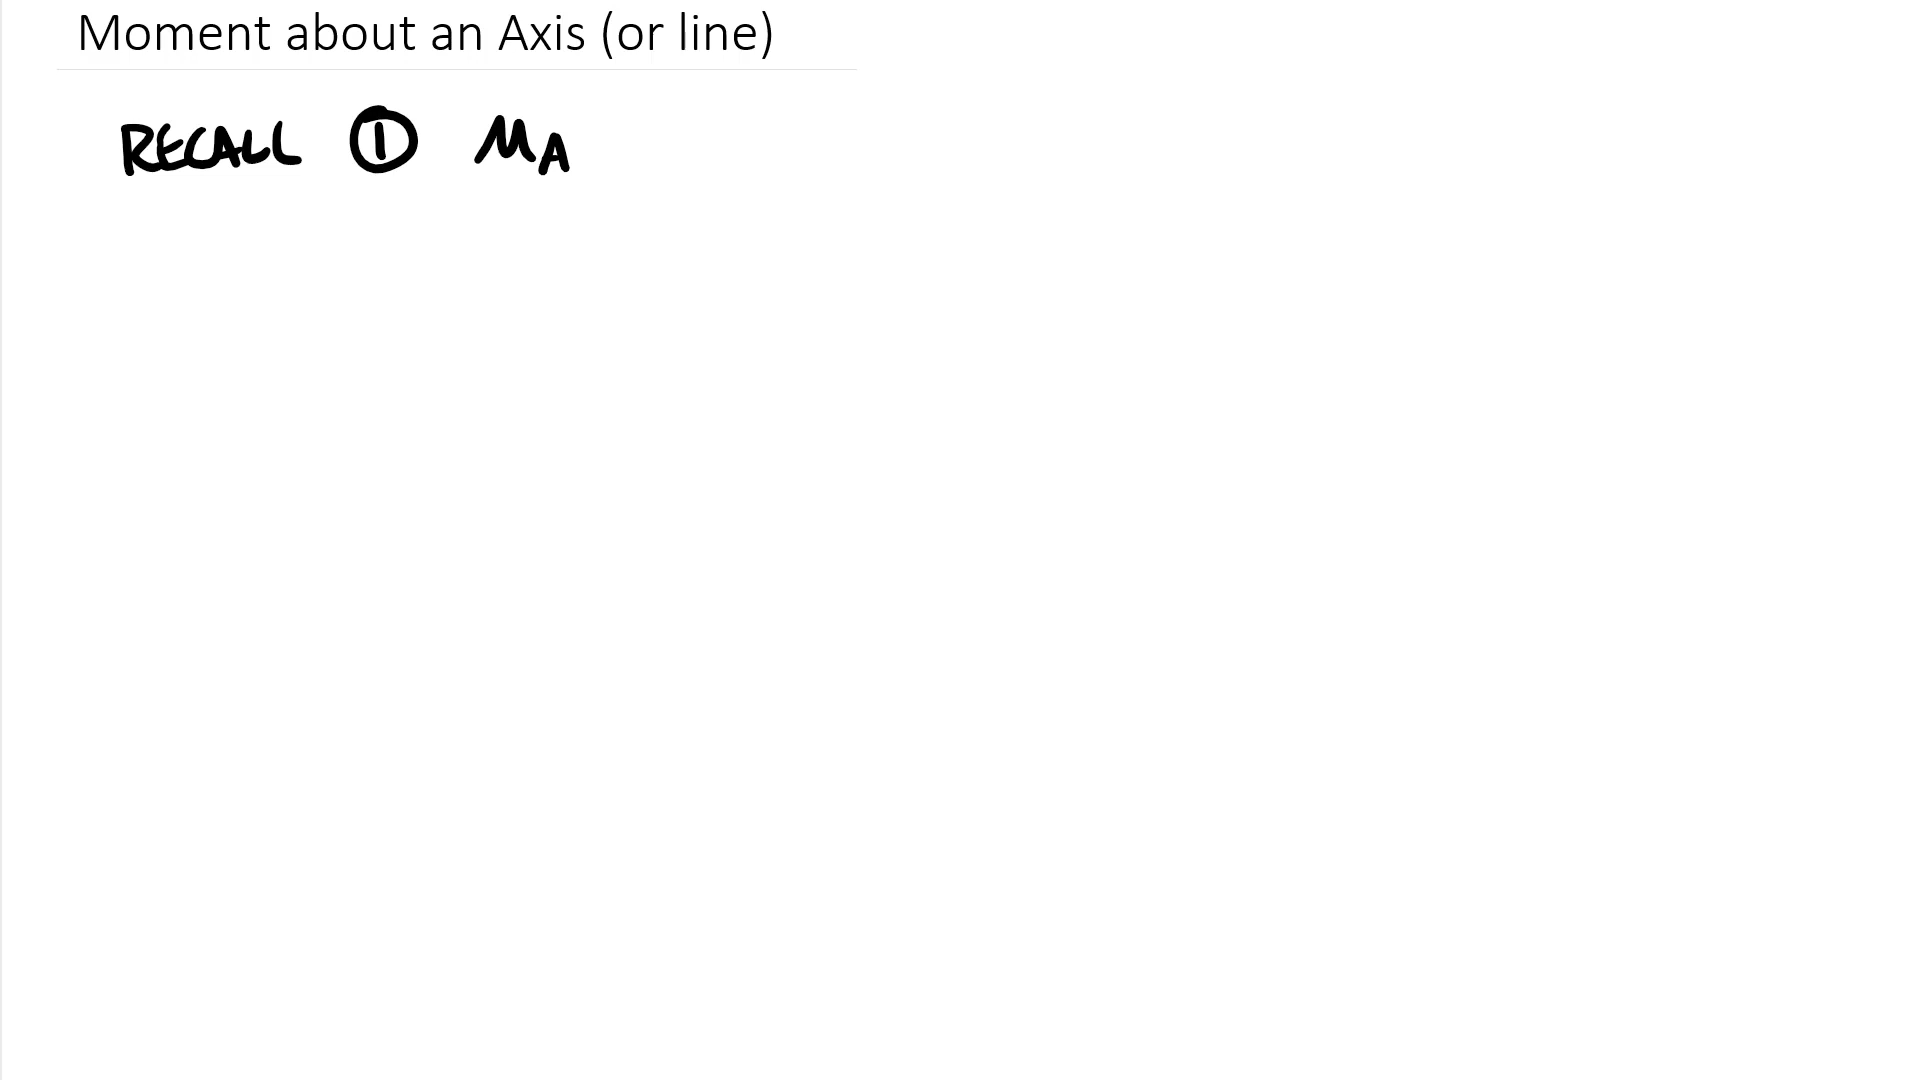 Moment about an Axis (or line)
RECALL ① MA